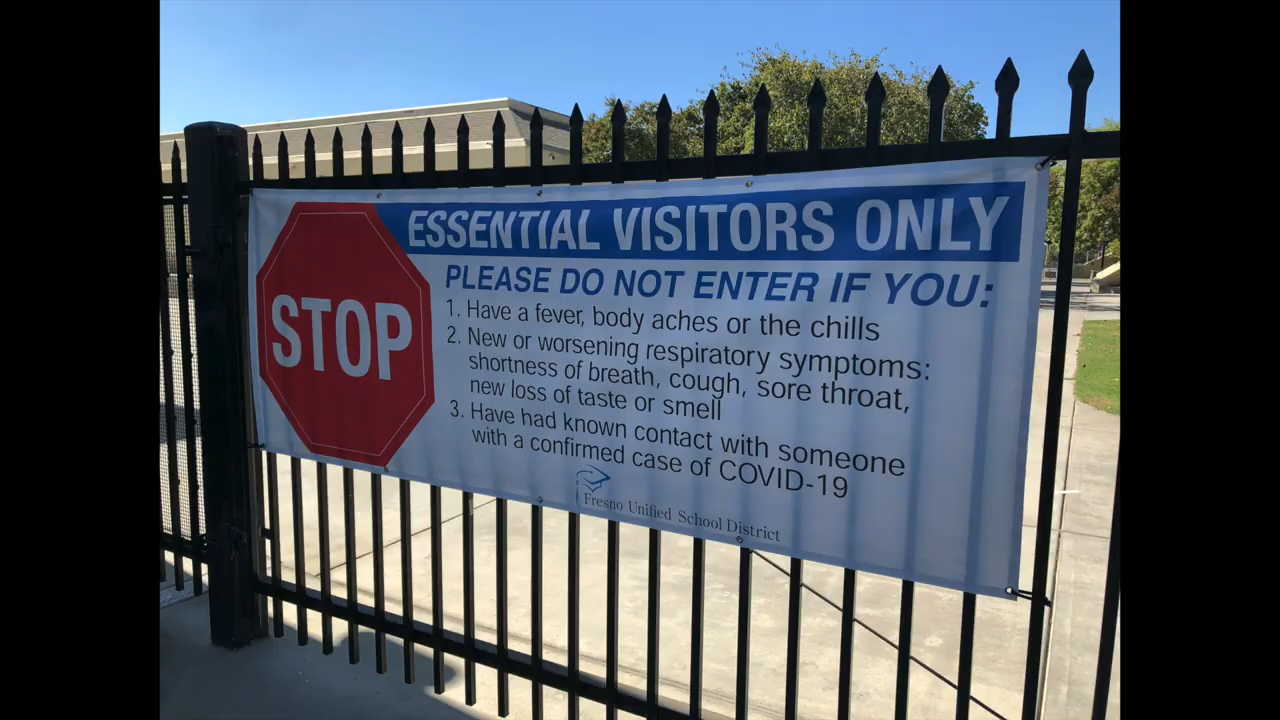 STOP
ESSENTIAL VISITORS ONLY
PLEASE DO NOT ENTER IF YOU:
1. Have a fever, body aches or the chills
2. New or worsening respiratory symptoms:
shortness of breath, cough, sore throat,
new loss of taste or smell
3. Have had known contact with someone
with a confirmed case of COVID-19
Fresno Unified School District